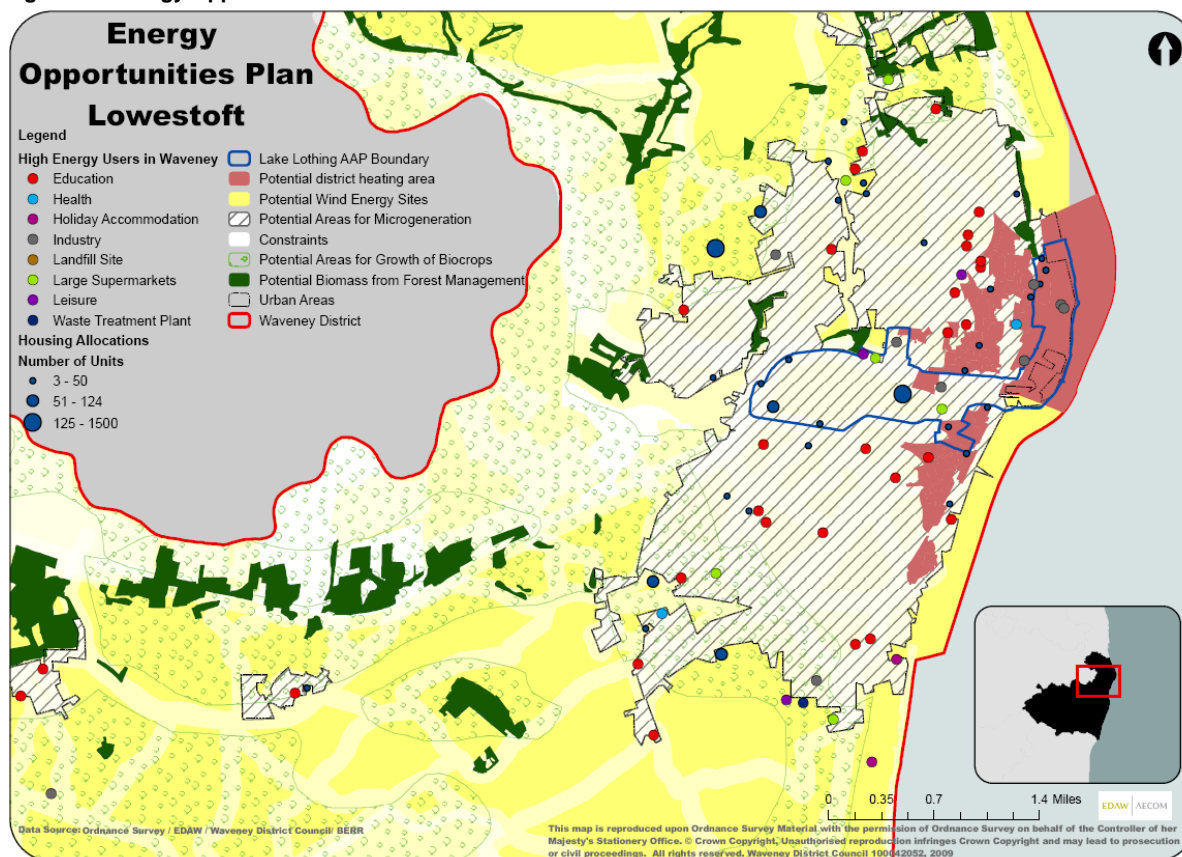 Energy
Opportunities Plan
Lowestoft
Legend
High Energy Users in Waveney
Education
Health
Holiday Accommodation
Industry
Landfill Site
Large Supermarkets
Leisure
Waste Treatment Plant
Housing Allocations
Number of Units
3 - 50
51 - 124
125 - 1500
Lake Lothing AAP Boundary
Potential district heating area
Potential Wind Energy Sites
Potential Areas for Microgeneration
Constraints
Potential Areas for Growth of Biocrops
Potential Biomass from Forest Management
Urban Areas
Waveney District
0 0.35 0.7 1.4 Miles
EDAW AECOM
Data Source: Ordnance Survey / EDAW / Waveney District Council/ BERR
This map is reproduced upon Ordnance Survey Material with the permission of Ordnance Survey on behalf of the Controller of her
Majesty's Stationery Office. © Crown Copyright, Unauthorised reproduction infringes Crown Copyright and may lead to prosecution
or civil proceedings. All rights reserved. Waveney District Council 100042052, 2009